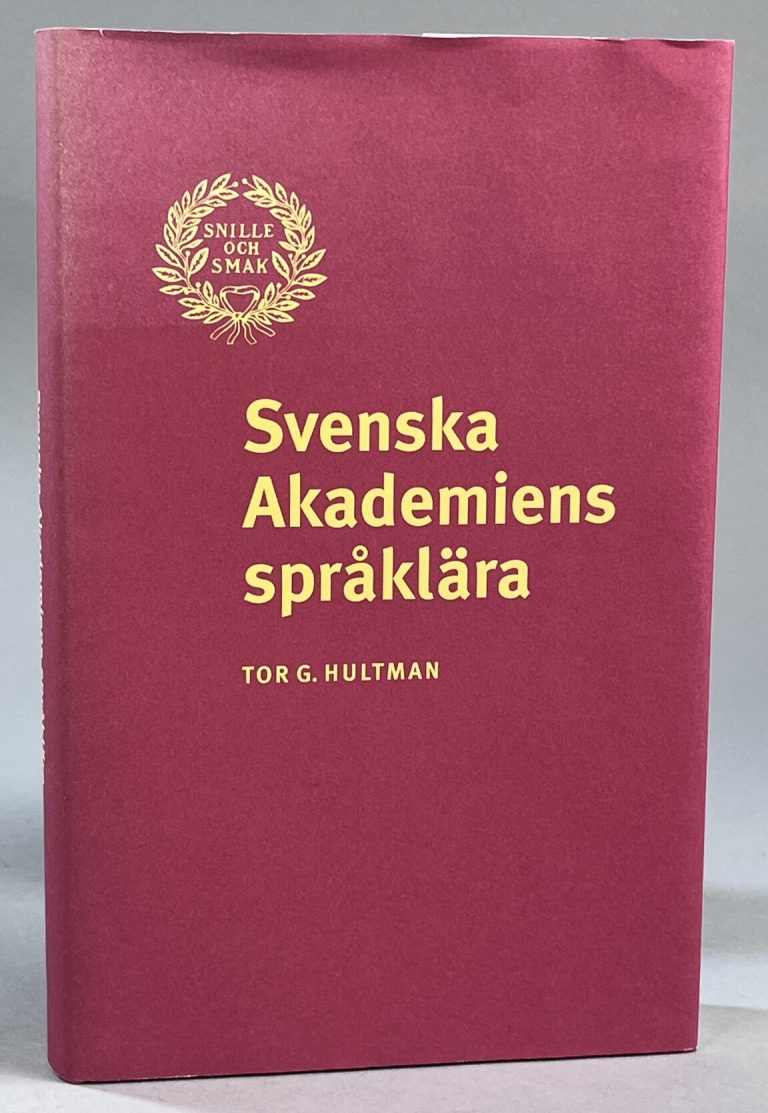 SNILLE
OCH
SMAK
Svenska
Akademiens
språklära
TOR G. HULTMAN